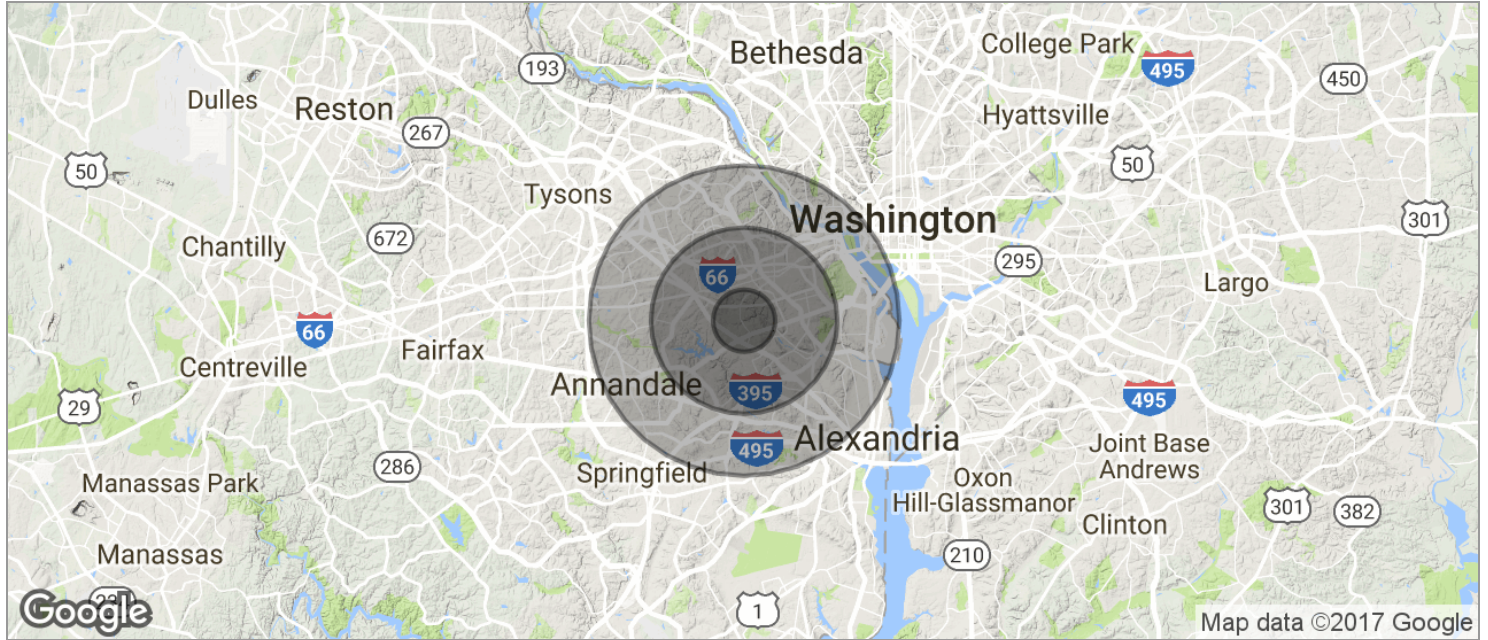 Bethesda
College Park
193
495
450
Dulles
Reston
267
Hyattsville
50
50
Tysons
Washington
301
672
Chantilly
295
66
Largo
66
Fairfax
Centreville
Annandale
395
495
29
Alexandria
495
Joint Base
Andrews
286
Springfield
Oxon
Hill-Glassmanor
Manassas Park
301
382
Clinton
Manassas
210
1
Google
Map data ©2017 Google